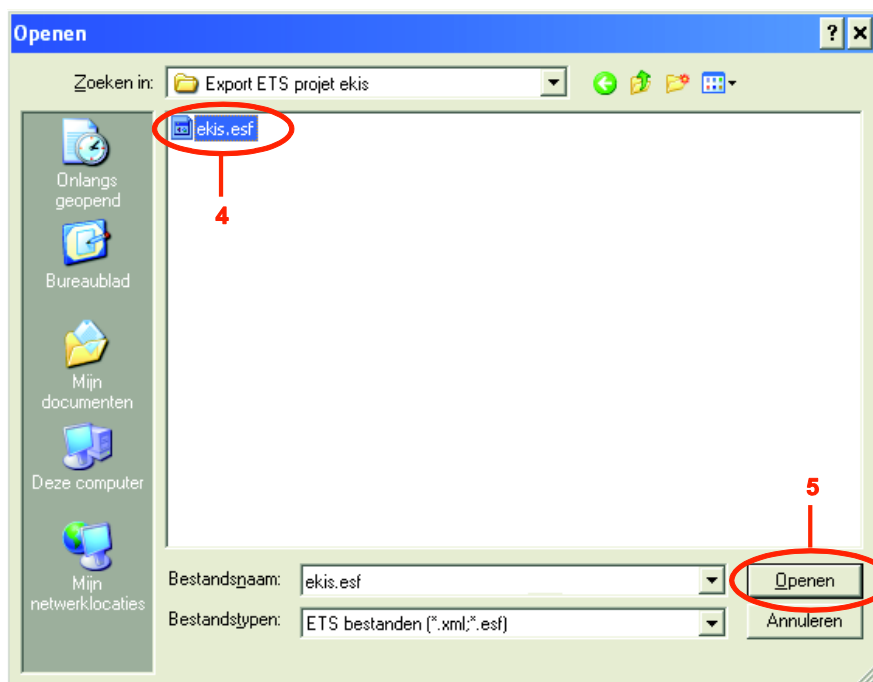 Openen
Zoeken in:
Export ETS projet ekis
ekis.esf
4
Onlangs
geopend
Bureaublad
Mijn
documenten
Deze computer
Mijn
netwerklocaties
5
Bestandsnaam:
ekis.esf
Openen
Bestandstypen:
ETS bestanden (*.xml;*.esf)
Annuleren